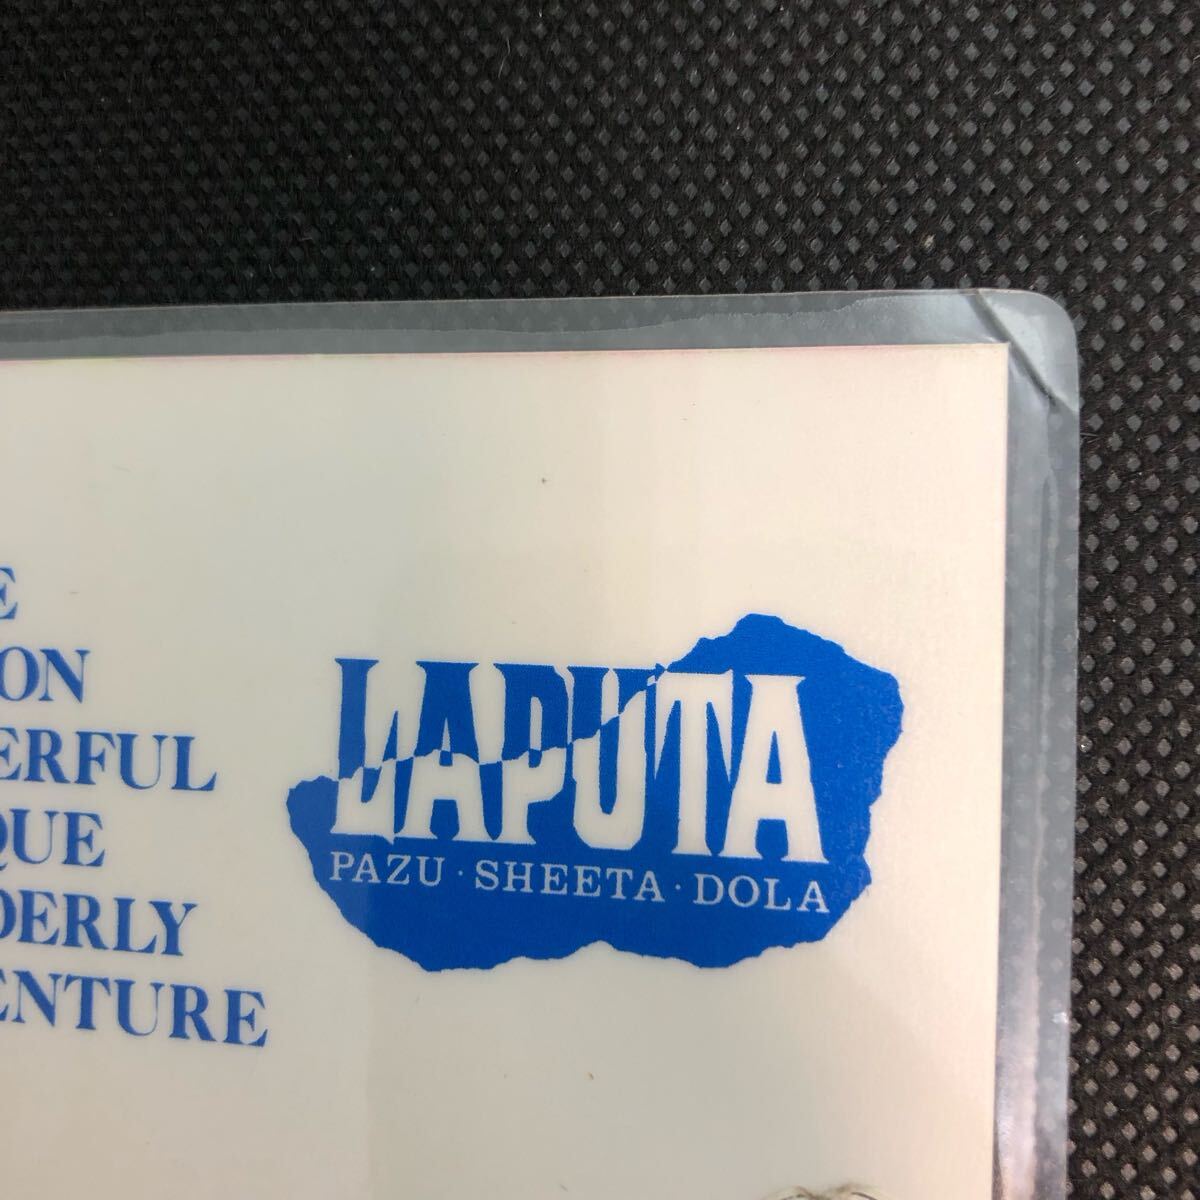 E
ON
ERFUL
QUE
DERLY
ENTURE
LAPUTA
PAZU · SHEETA · DOLA